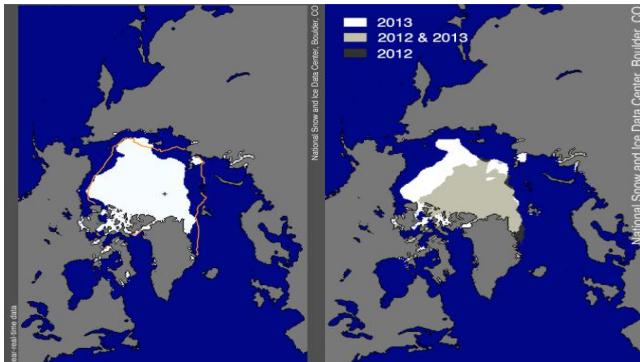 National Snow and Ice Data Center, Boulder, CO
ear-real-time data
2013
2012 & 2013
2012
National Snow and Ice Data Center, Boulder, CO